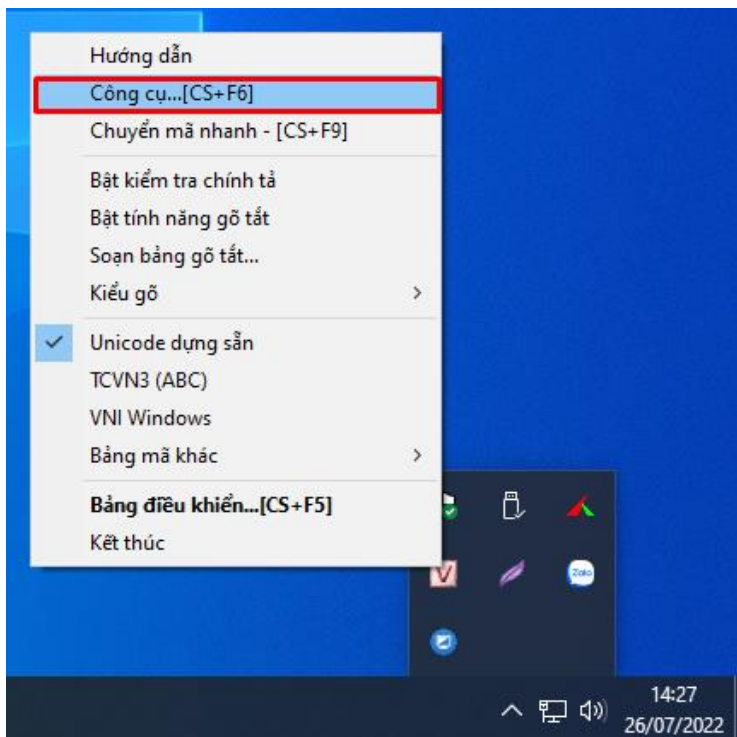 Hướng dẫn
Công cụ...[CS+F6]
Chuyển mã nhanh - [CS+F9]
Bật kiểm tra chính tả
Bật tính năng gõ tắt
Soạn bảng gõ tắt...
Kiểu gõ
Unicode dựng sẵn
TCVN3 (ABC)
VNI Windows
Bảng mã khác
Bảng điều khiển...[CS+F5]
Kết thúc
V
Zalo
14:27
26/07/2022